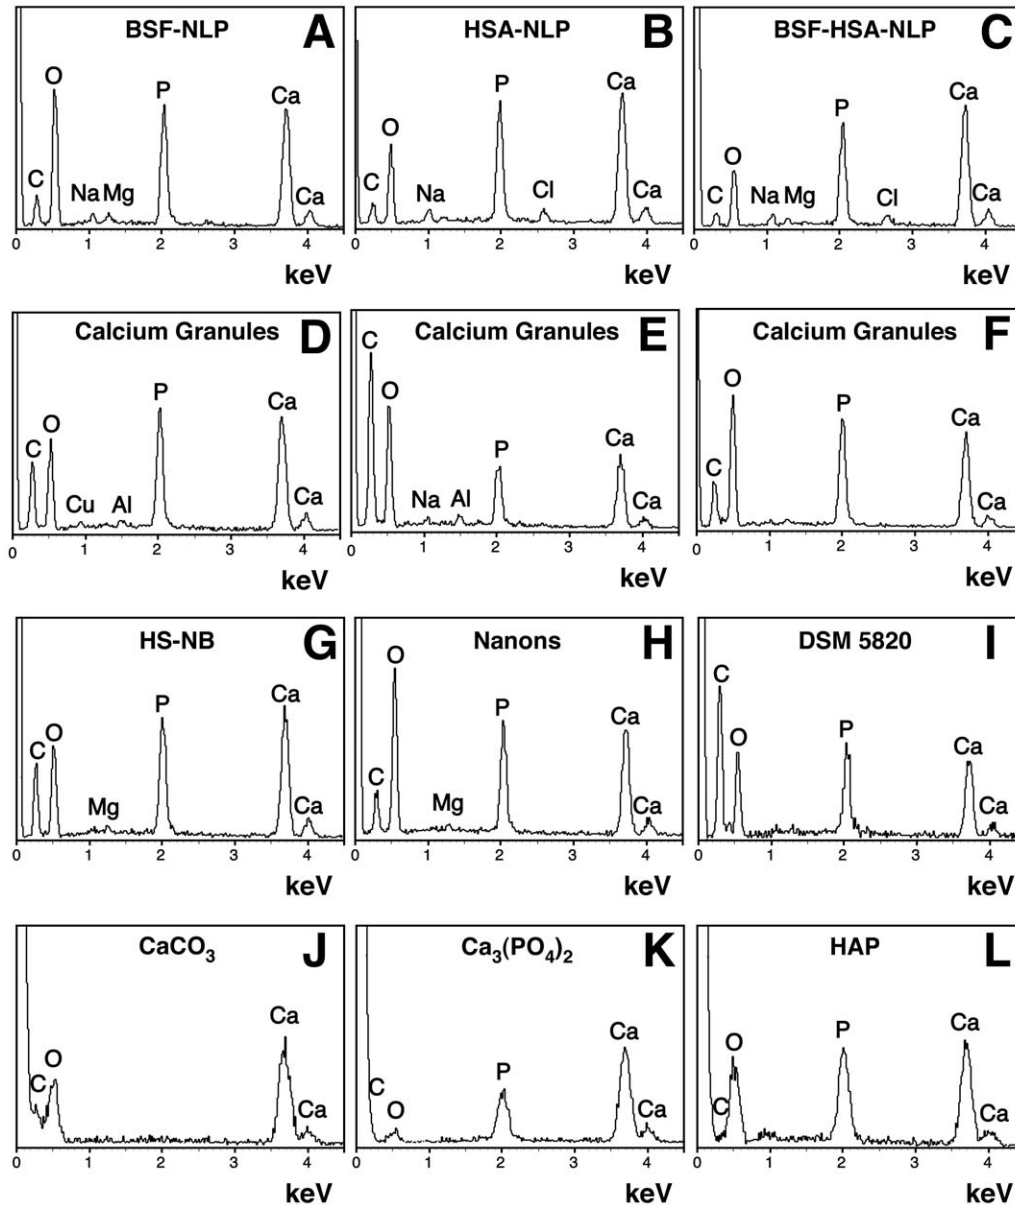 BSF-NLP A
O P Ca
C Na Mg Ca
0 1 2 3 4
keV
HSA-NLP B
Ca
P
O
C Na Cl Ca
0 1 2 3 4
keV
BSF-HSA-NLP C
Ca
P
O
C Na Mg Cl Ca
0 1 2 3 4
keV
Calcium Granules D
P Ca
O
C
Cu Al Ca
0 1 2 3 4
keV
Calcium Granules E
C
O
P Ca
Na Al Ca
0 1 2 3 4
keV
Calcium Granules F
O
P Ca
C
Ca
0 1 2 3 4
keV
HS-NB G
Ca
P
C O
Mg Ca
0 1 2 3 4
keV
Nanons H
O
P Ca
C Mg Ca
0 1 2 3 4
keV
DSM 5820 I
C
O P Ca
Ca
0 1 2 3 4
keV
CaCO3 J
Ca
O
C Ca
0 1 2 3 4
keV
Ca3(PO4)2 K
Ca
P
C
O Ca
0 1 2 3 4
keV
HAP L
Ca
P
O
C Ca
0 1 2 3 4
keV